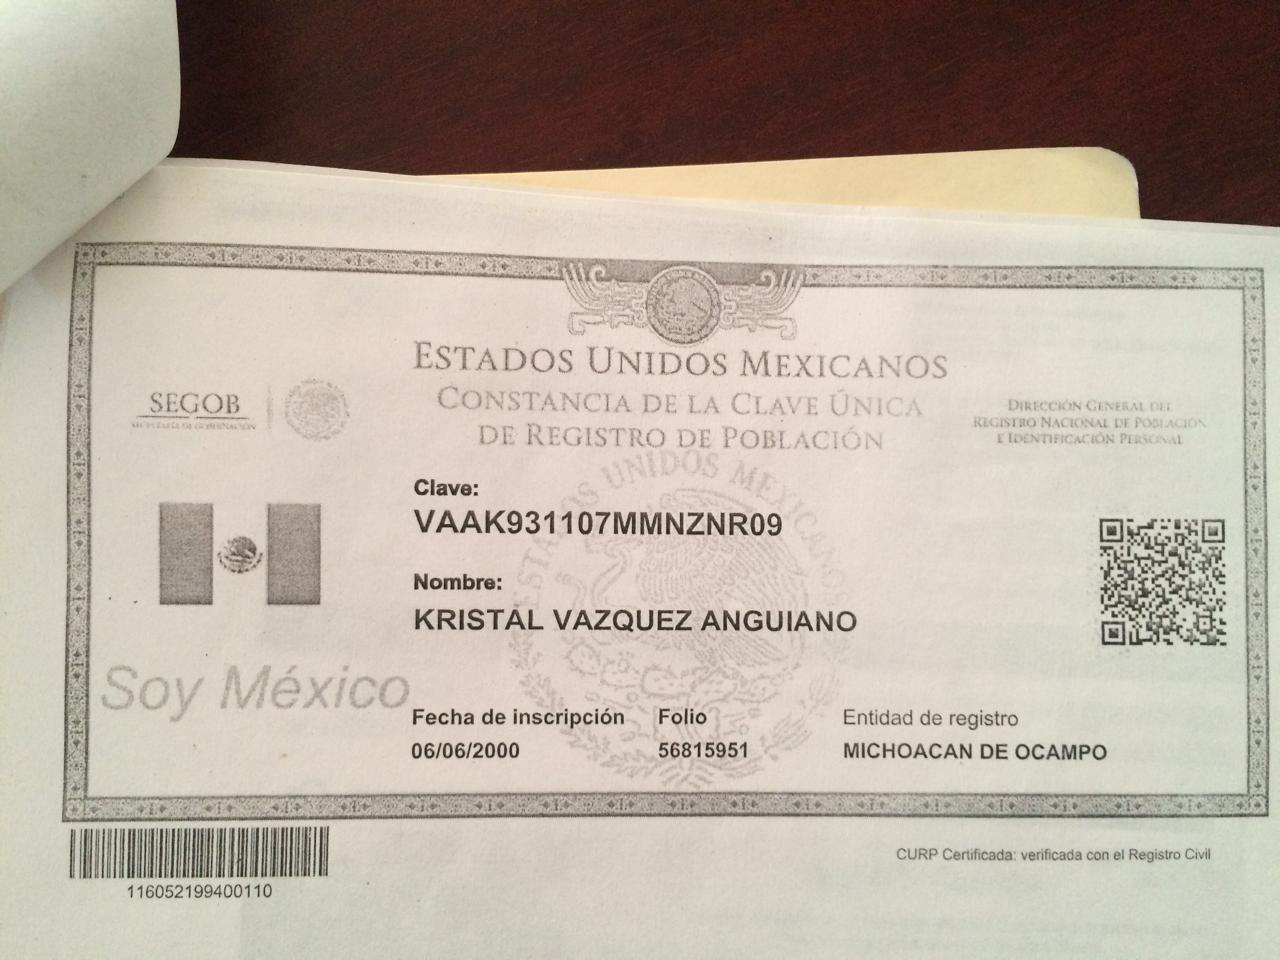 ESTADOS UNIDOS MEXICANOS
CONSTANCIA DE LA CLAVE ÚNICA
DE REGISTRO DE POBLACIÓN
SEGOB
SECRETARÍA DE GOBERNACIÓN
DIRECCIÓN GENERAL DEL
REGISTRO NACIONAL DE POBLACIÓN
E IDENTIFICACIÓN PERSONAL
ESTADOS UNIDOS MEXICANOS
Clave:
VAAK931107MMNZNR09
Nombre:
KRISTAL VAZQUEZ ANGUIANO
Soy México
Fecha de inscripción Folio Entidad de registro
06/06/2000 56815951 MICHOACAN DE OCAMPO
116052199400110
CURP Certificada: verificada con el Registro Civil